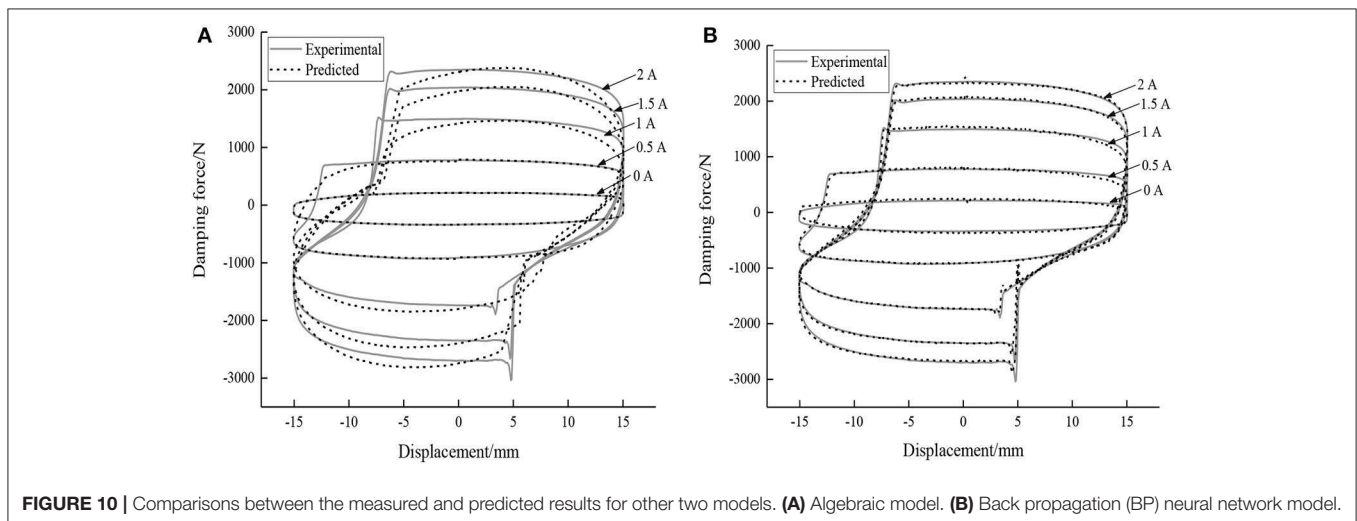 A
Experimental
Predicted
3000
2000
1000
0
-1000
-2000
-3000
Damping force/N
2 A
1.5 A
1 A
0.5 A
0 A
-15
-10
-5
0
5
10
15
Displacement/mm
B
Experimental
Predicted
3000
2000
1000
0
-1000
-2000
-3000
Damping force/N
2 A
1.5 A
1 A
0.5 A
0 A
-15
-10
-5
0
5
10
15
Displacement/mm
FIGURE 10 | Comparisons between the measured and predicted results for other two models. (A) Algebraic model. (B) Back propagation (BP) neural network model.